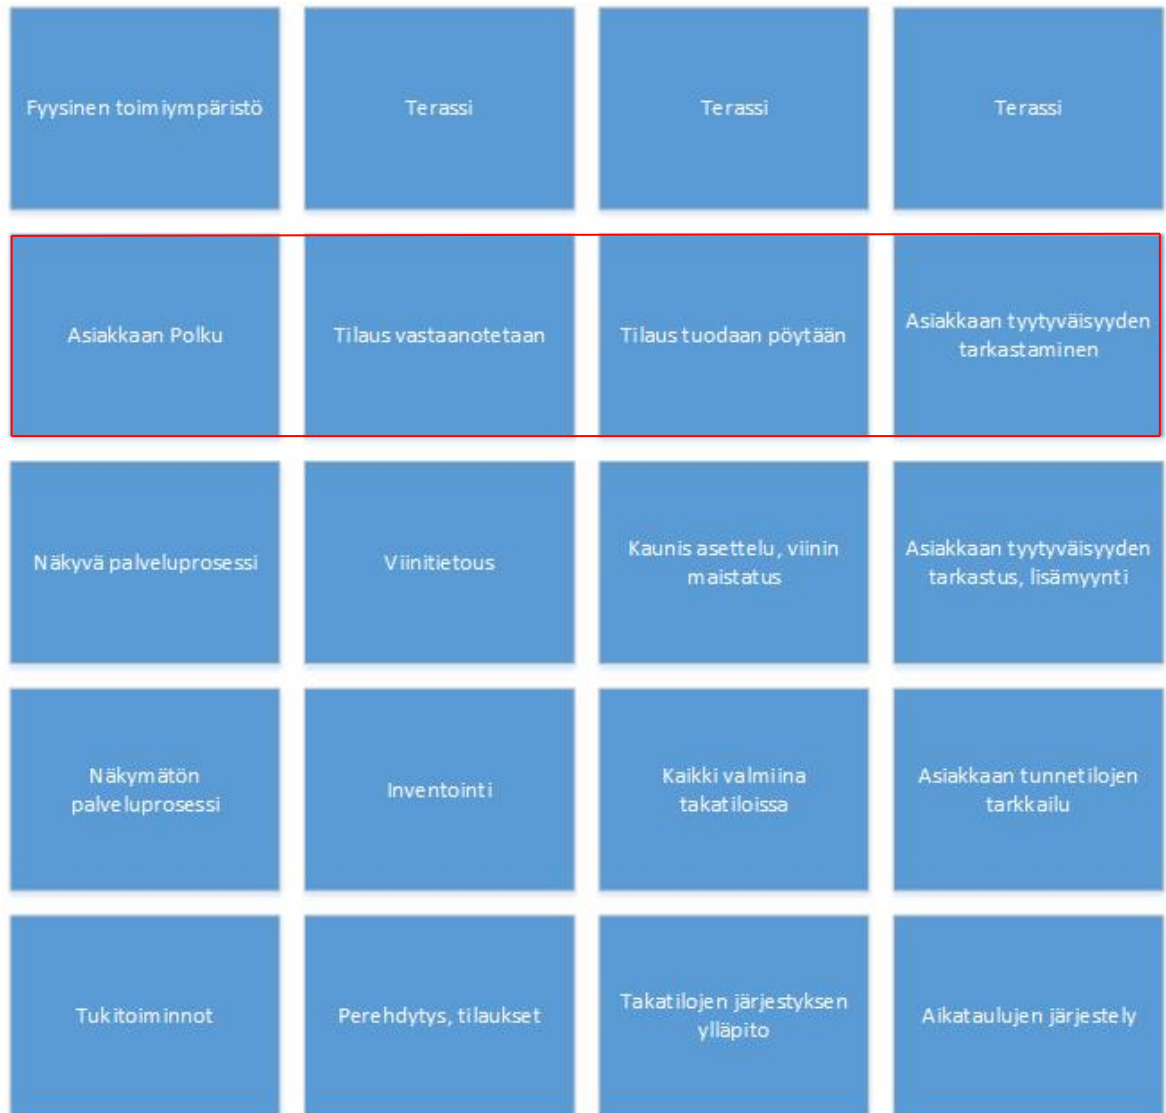 Fyysinen toimiympäristö
Terassi
Terassi
Terassi
Asiakkaan Polku
Tilaus vastaanotetaan
Tilaus tuodaan pöytään
Asiakkaan tyytyväisyyden
tarkastaminen
Näkyvä palveluprosessi
Viinitietous
Kaunis asettelu, viinin
maistatus
Asiakkaan tyytyväisyyden
tarkastus, lisämyynti
Näkymätön
palveluprosessi
Inventointi
Kaikki valmiina
takatiloissa
Asiakkaan tunnetilojen
tarkkailu
Tukitoiminnot
Perehdytys, tilaukset
Takatilojen järjestyksen
ylläpito
Aikataulujen järjestely